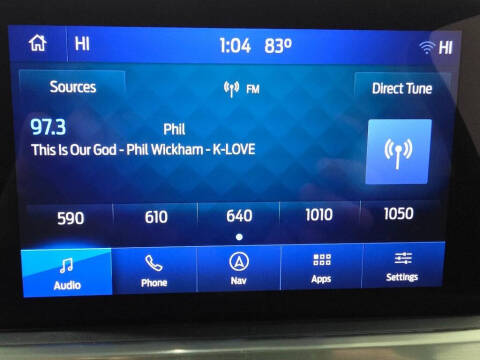 HI 1:04 83° HI
Sources FM Direct Tune
97.3 Phil
This Is Our God - Phil Wickham - K-LOVE
590 610 640 1010 1050
Audio Phone Nav Apps Settings